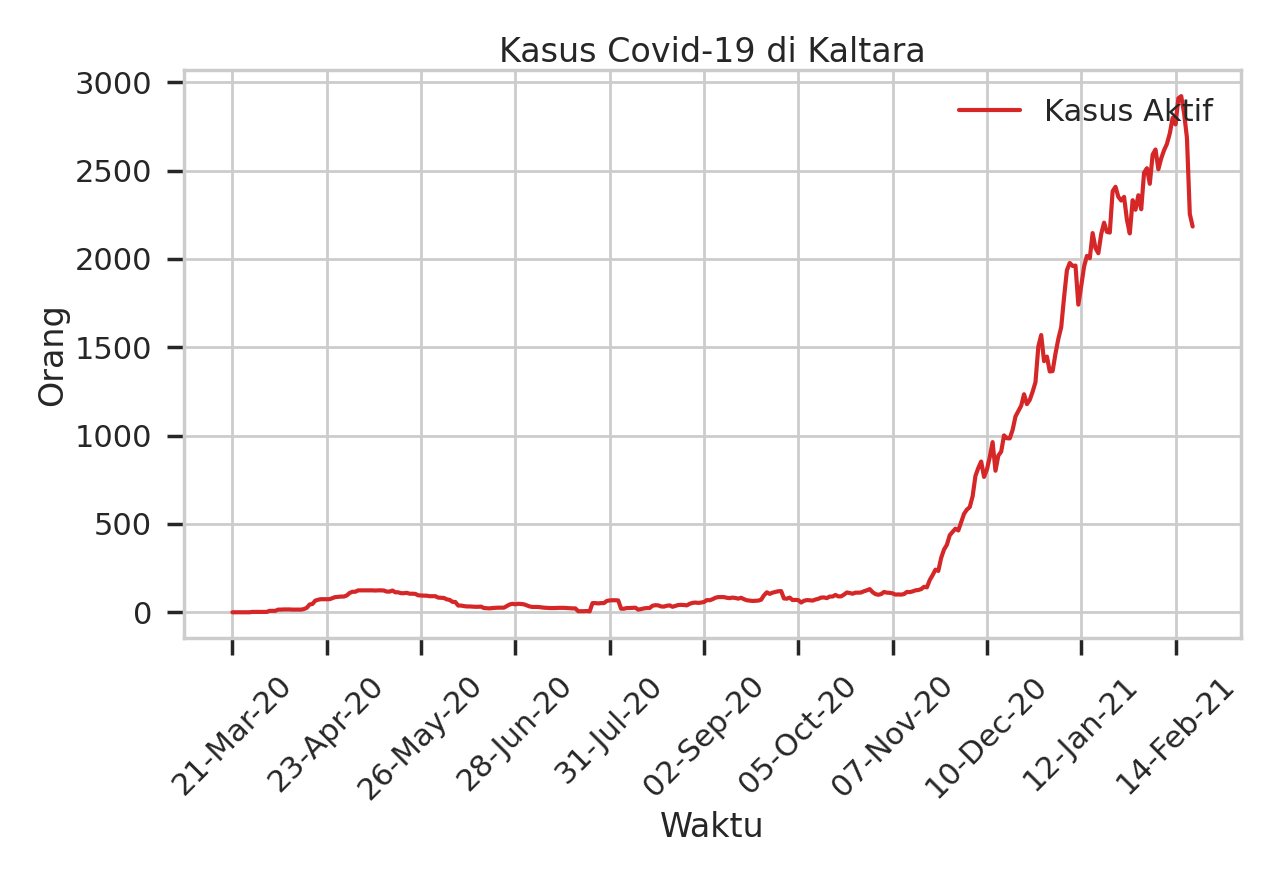 Kasus Covid-19 di Kaltara
Kasus Aktif
Orang
3000
2500
2000
1500
1000
500
0
21-Mar-20
23-Apr-20
26-May-20
28-Jun-20
31-Jul-20
02-Sep-20
05-Oct-20
07-Nov-20
10-Dec-20
12-Jan-21
14-Feb-21
Waktu